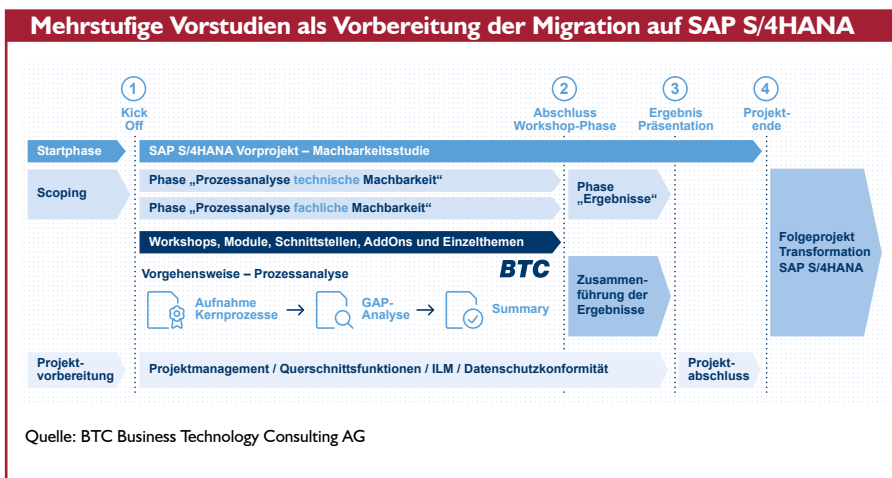 Mehrstufige Vorstudien als Vorbereitung der Migration auf SAP S/4HANA
1
2
3
4
Kick
Off
Abschluss
Workshop-Phase
Ergebnis
Präsentation
Projekt-
ende
Startphase
SAP S/4HANA Vorprojekt – Machbarkeitsstudie
Scoping
Phase „Prozessanalyse technische Machbarkeit“
Phase „Prozessanalyse fachliche Machbarkeit“
Phase
„Ergebnisse“
Workshops, Module, Schnittstellen, AddOns und Einzelthemen
BTC
Vorgehensweise – Prozessanalyse
Aufnahme
Kernprozesse
GAP-
Analyse
Summary
Zusammen-
führung der
Ergebnisse
Folgeprojekt
Transformation
SAP S/4HANA
Projekt-
vorbereitung
Projektmanagement / Querschnittsfunktionen / ILM / Datenschutzkonformität
Projekt-
abschluss
Quelle: BTC Business Technology Consulting AG